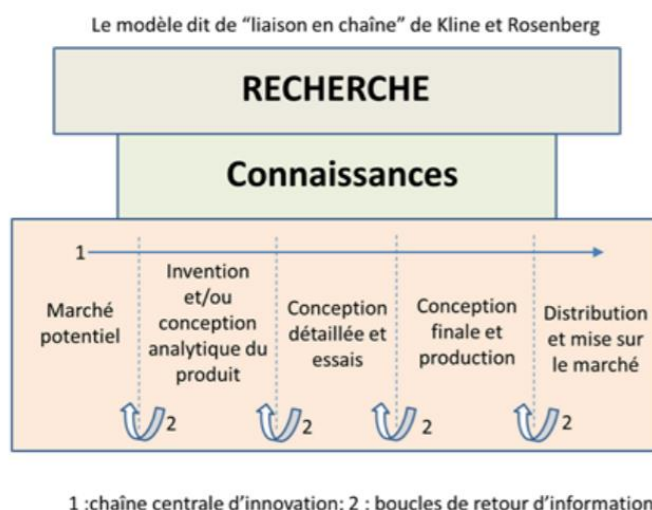 Le modèle dit de “liaison en chaîne” de Kline et Rosenberg
RECHERCHE
Connaissances
1
Marché
potentiel
Invention
et/ou
conception
analytique du
produit
Conception
détaillée et
essais
Conception
finale et
production
Distribution
et mise sur
le marché
2
2
2
2
1 :chaîne centrale d’innovation; 2 : boucles de retour d’information